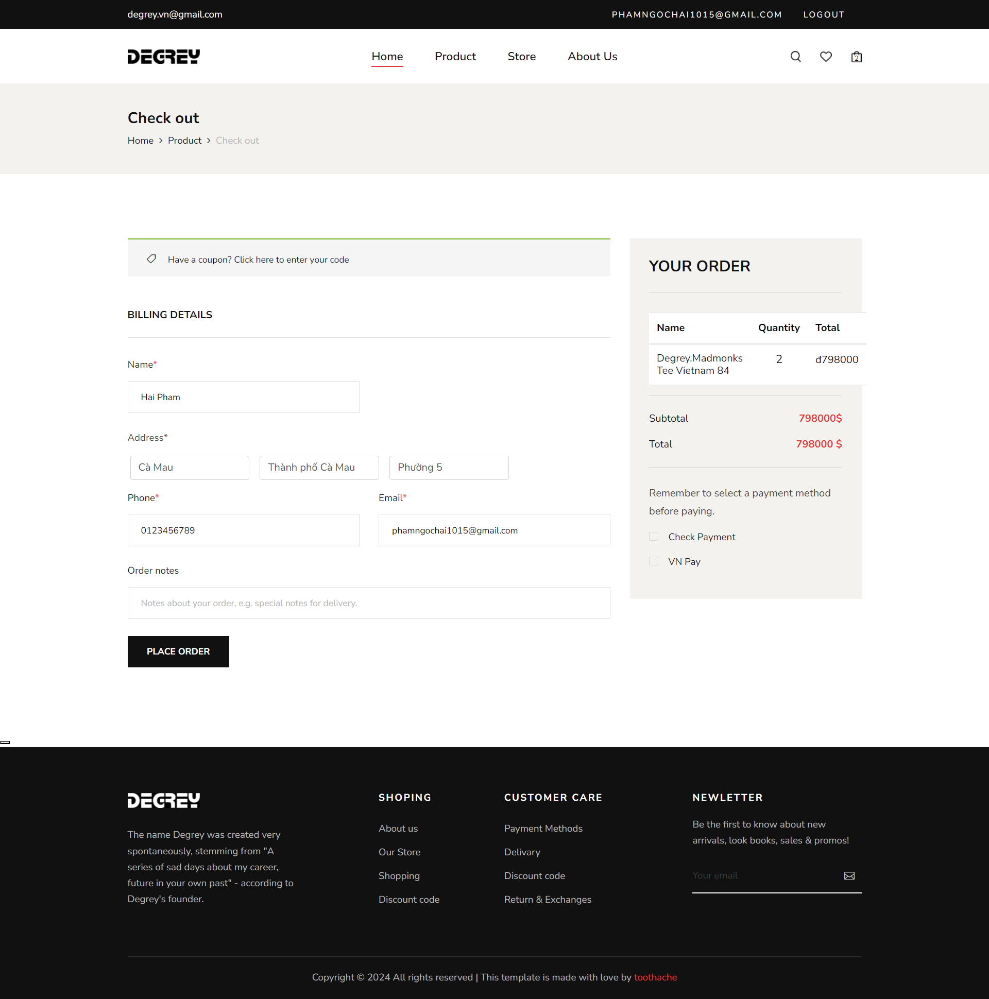 degrey.vn@gmail.com
PHAMNGOCHAI1015@GMAIL.COM LOGOUT
DEGREY
Home Product Store About Us
2
Check out
Home > Product > Check out
Have a coupon? Click here to enter your code
BILLING DETAILS
Name*
Hai Pham
Address*
Cà Mau Thành phố Cà Mau Phường 5
Phone* Email*
0123456789 phamngochai1015@gmail.com
Order notes
Notes about your order, e.g. special notes for delivery.
PLACE ORDER
YOUR ORDER
Name Quantity Total
Degrey.Madmonks
Tee Vietnam 84
2
đ798000
Subtotal 798000$
Total 798000 $
Remember to select a payment method
before paying.
Check Payment
VN Pay
DEGREY
The name Degrey was created very
spontaneously, stemming from "A
series of sad days about my career,
future in your own past" - according to
Degrey's founder.
SHOPING
About us
Our Store
Shopping
Discount code
CUSTOMER CARE
Payment Methods
Delivary
Discount code
Return & Exchanges
NEWLETTER
Be the first to know about new
arrivals, look books, sales & promos!
Your email
Copyright © 2024 All rights reserved | This template is made with love by toothache